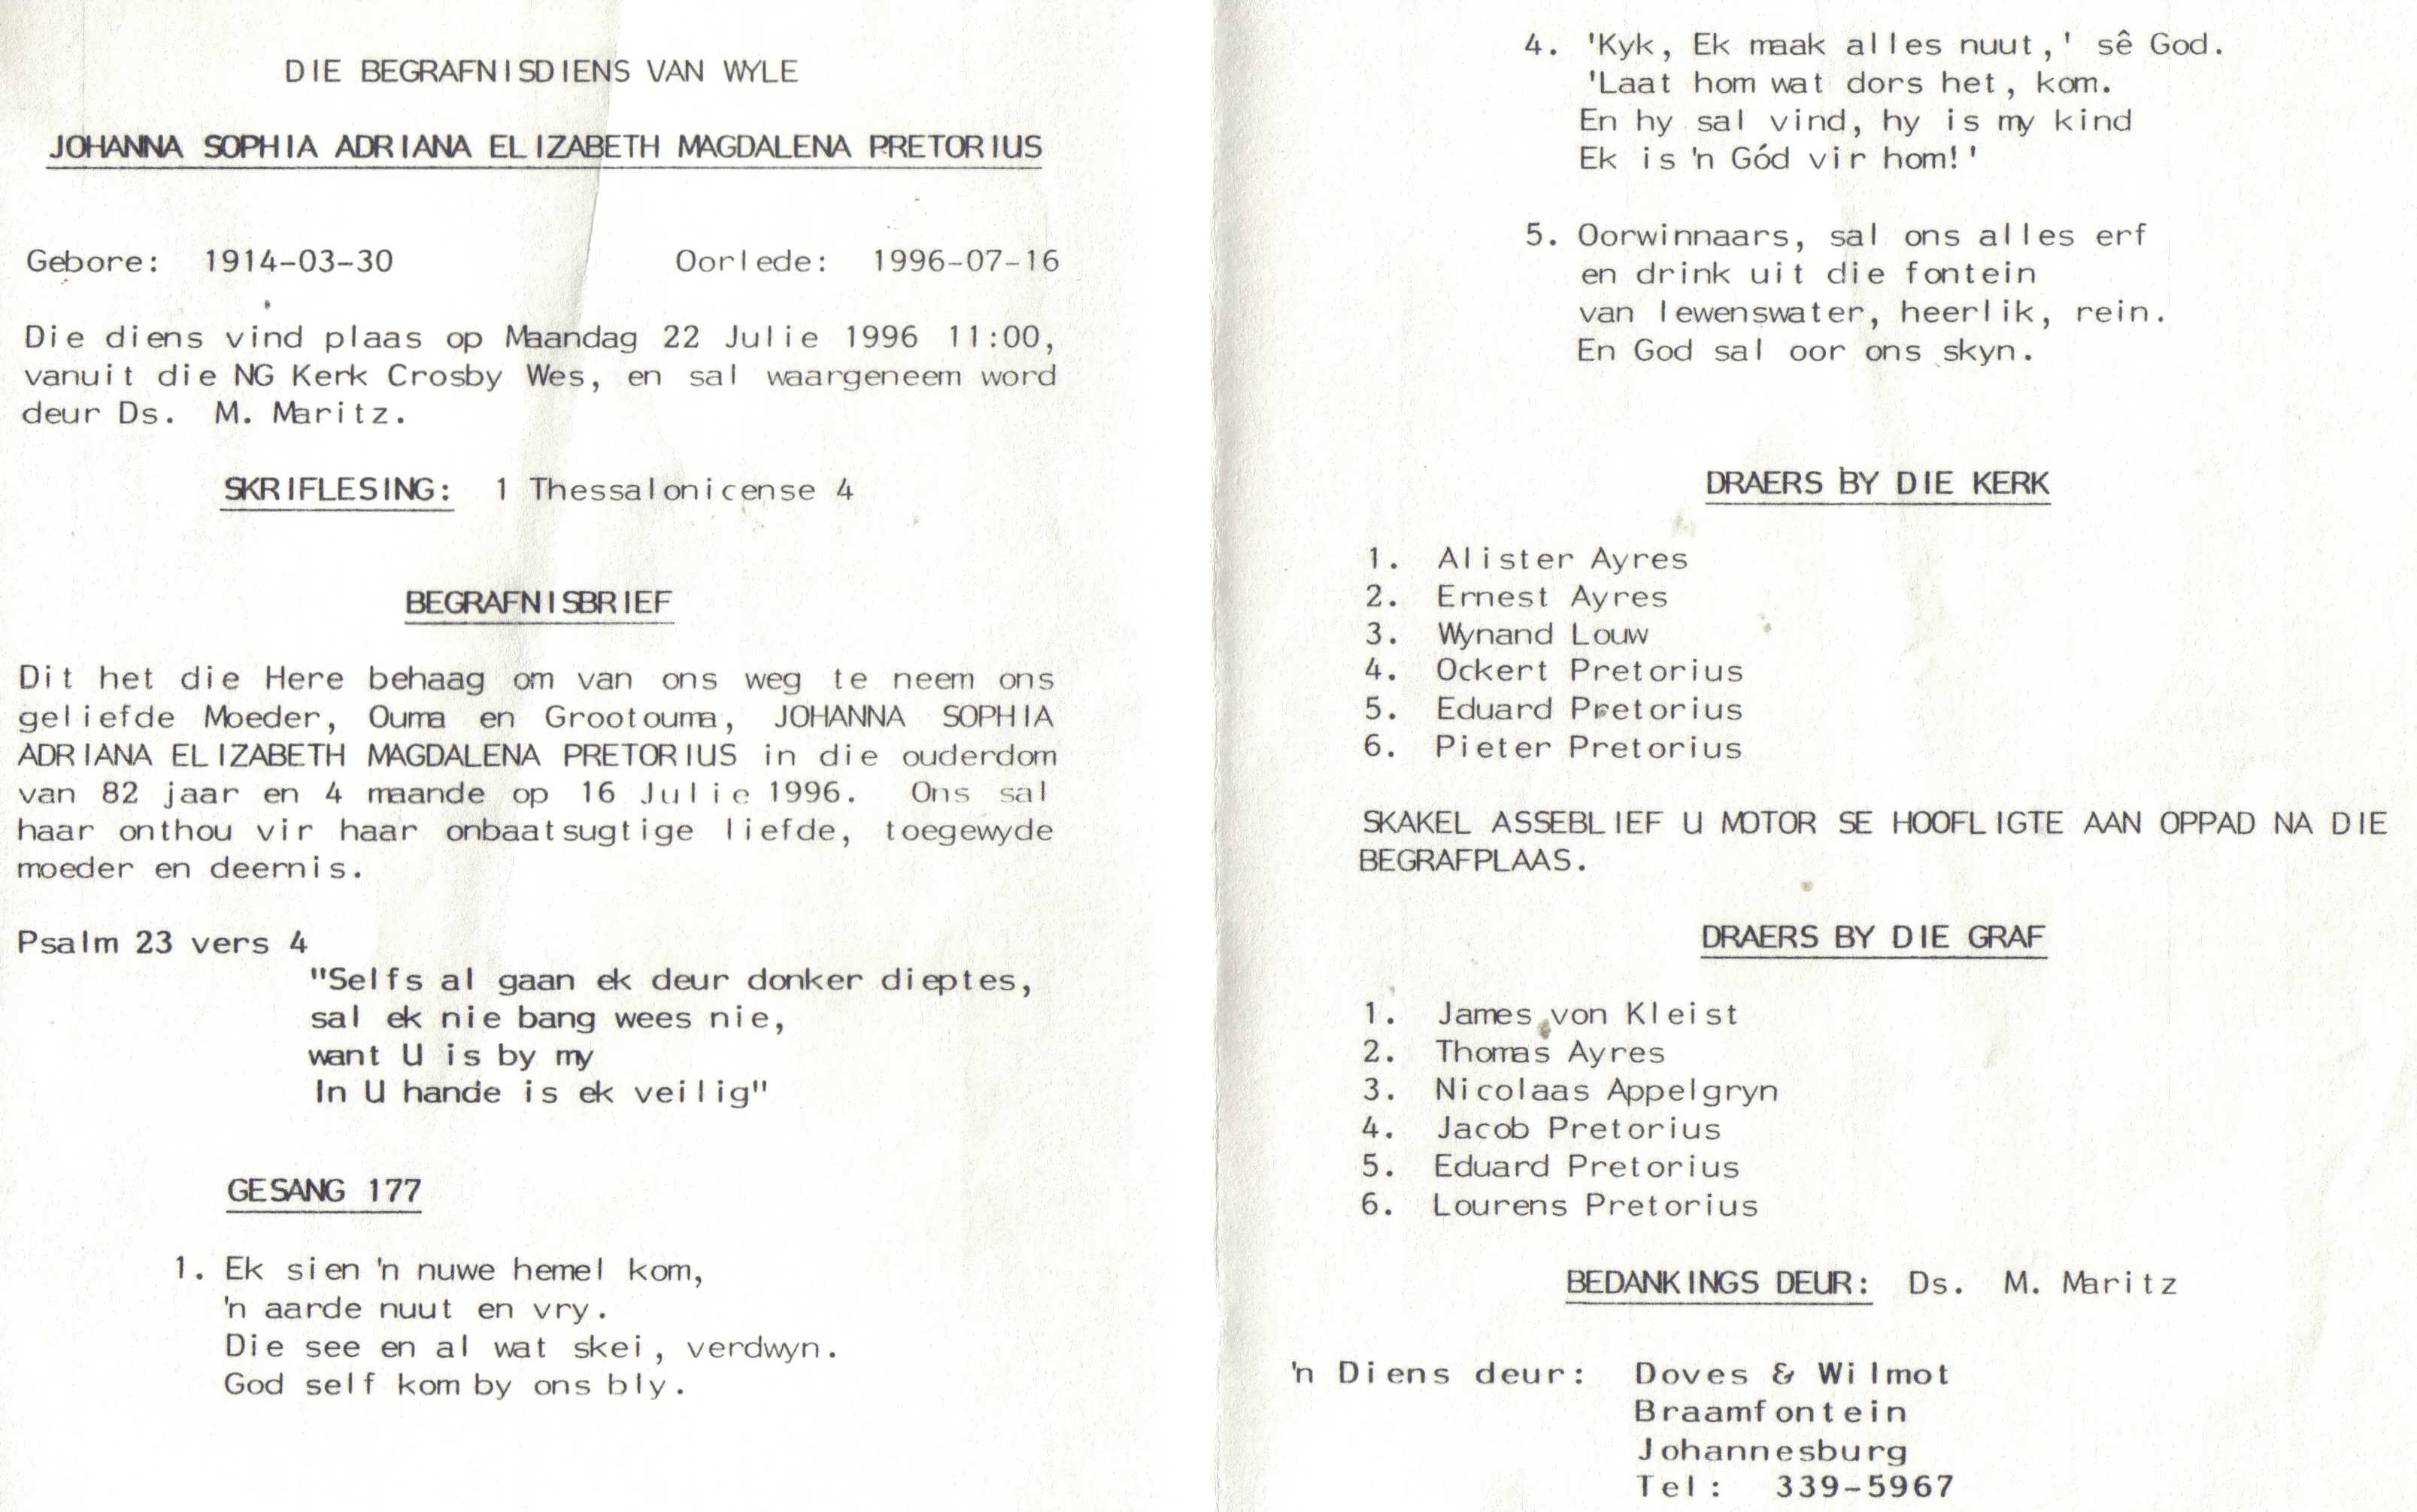 DIE BEGRAFNISDIENS VAN WYLE
JOHANNA SOPHIA ADRIANA ELIZABETH MAGDALENA PRETORIUS
Gebore: 1914-03-30 Oorlede: 1996-07-16
Die diens vind plaas op Maandag 22 Julie 1996 11:00,
vanuit die NG Kerk Crosby Wes, en sal waargeneem word
deur Ds. M. Maritz.
SKRIFLESING: 1 Thessalonicense 4
BEGRAFNISBRIEF
Dit het die Here behaag om van ons weg te neem ons
geliefde Moeder, Ouma en Grootouma, JOHANNA SOPHIA
ADRIANA ELIZABETH MAGDALENA PRETORIUS in die ouderdom
van 82 jaar en 4 maande op 16 Julie 1996. Ons sal
haar onthou vir haar onbaatsugtige liefde, toegewyde
moeder en deernis.
Psalm 23 vers 4
"Selfs al gaan ek deur donker dieptes,
sal ek nie bang wees nie,
want U is by my
In U hande is ek veilig"
GESANG 177
1. Ek sien 'n nuwe hemel kom,
'n aarde nuut en vry.
Die see en al wat skei, verdwyn.
God self kom by ons bly.
4. 'Kyk, Ek maak alles nuut,' sê God.
'Laat hom wat dors het, kom.
En hy sal vind, hy is my kind
Ek is 'n Gód vir hom!'
5. Oorwinnaars, sal ons alles erf
en drink uit die fontein
van lewenswater, heerlik, rein.
En God sal oor ons skyn.
DRAERS BY DIE KERK
1. Alister Ayres
2. Ernest Ayres
3. Wynand Louw
4. Ockert Pretorius
5. Eduard Pretorius
6. Pieter Pretorius
SKAKEL ASSEBLIEF U MOTOR SE HOOFLIGTE AAN OPPAD NA DIE
BEGRAFPLAAS.
DRAERS BY DIE GRAF
1. James von Kleist
2. Thomas Ayres
3. Nicolaas Appelgryn
4. Jacob Pretorius
5. Eduard Pretorius
6. Lourens Pretorius
BEDANKINGS DEUR: Ds. M. Maritz
'n Diens deur: Doves & Wilmot
Braamfontein
Johannesburg
Tel: 339-5967